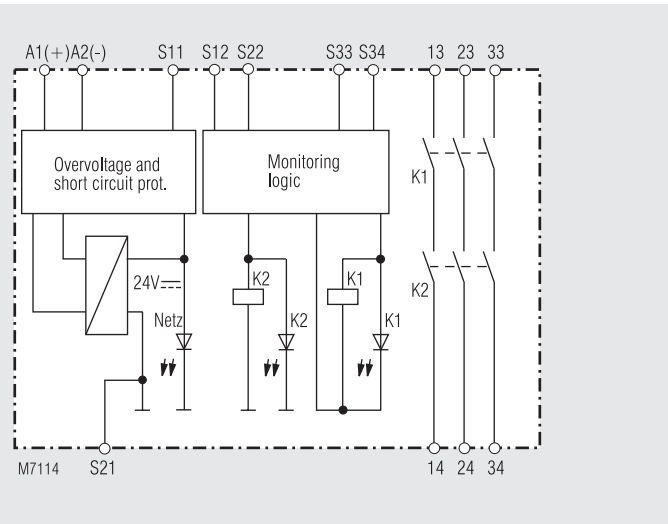 A1(+) A2(-) S11 S12 S22 S33 S34 13 23 33
Overvoltage and
short circuit prot.
Monitoring
logic
K1
24V
K2
K1
K2
Netz
K2
K1
M7114 S21 14 24 34